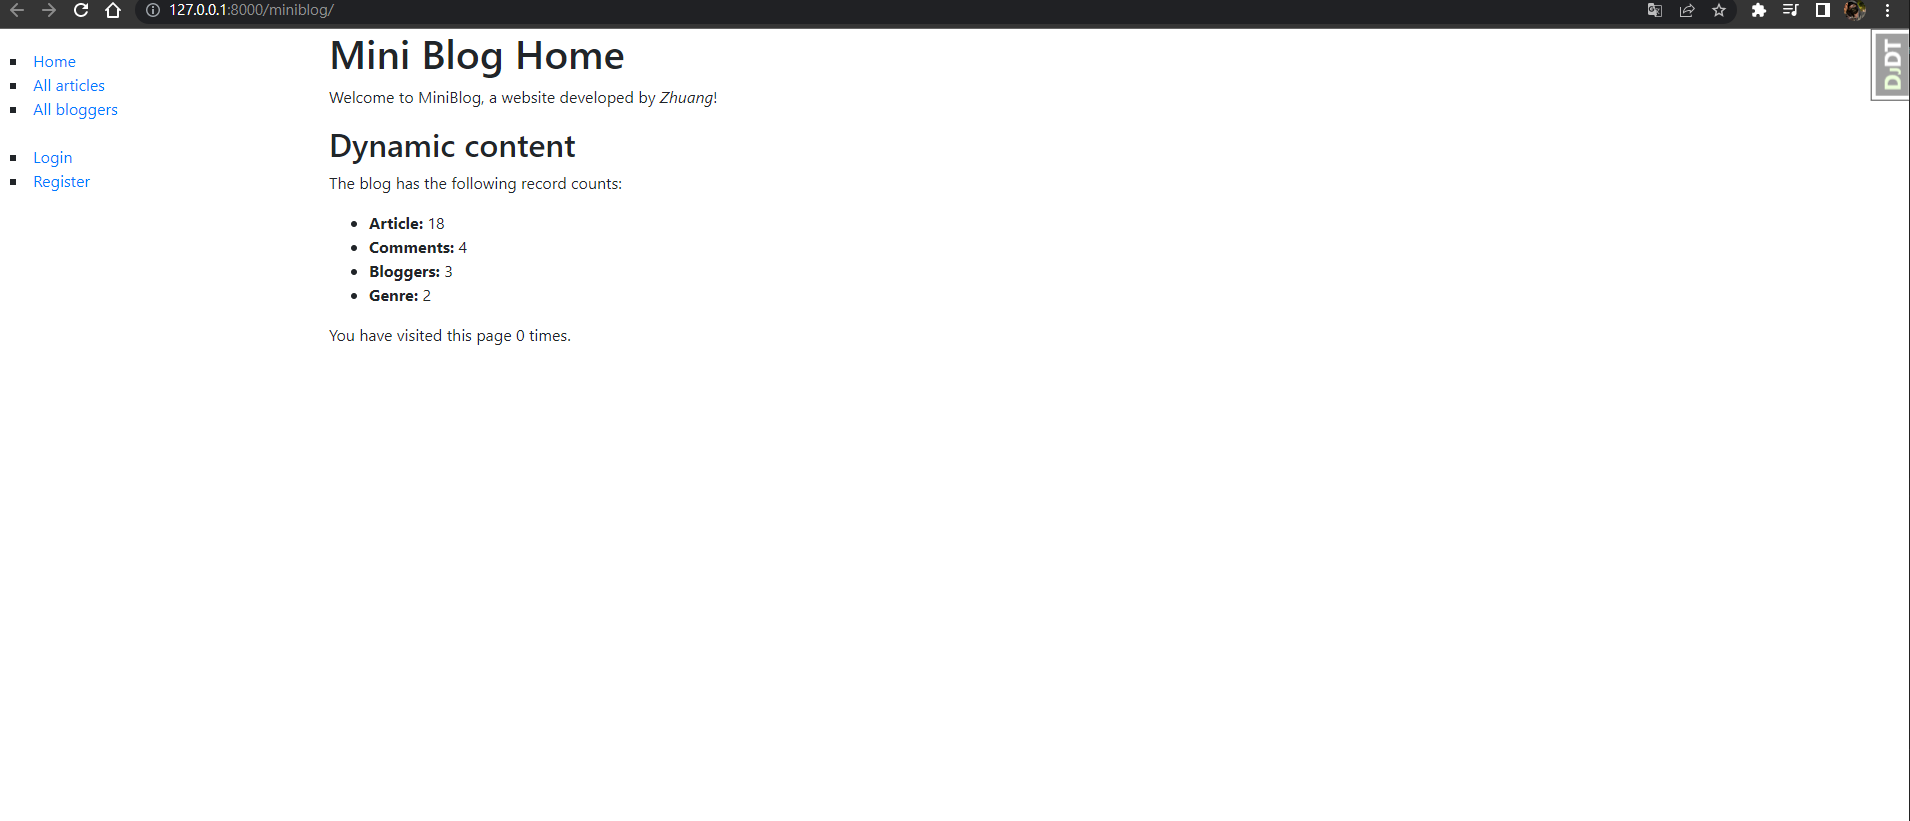 127.0.0.1:8000/miniblog/
Home
All articles
All bloggers
Login
Register
Mini Blog Home
Welcome to MiniBlog, a website developed by Zhuang!
Dynamic content
The blog has the following record counts:
Article: 18
Comments: 4
Bloggers: 3
Genre: 2
You have visited this page 0 times.
DJDT